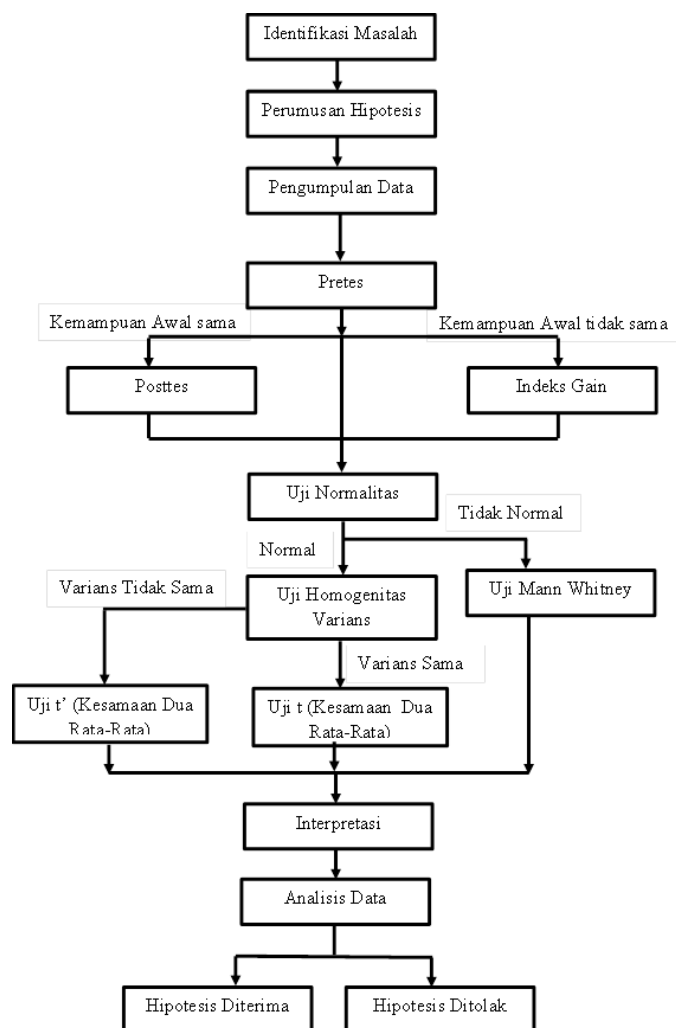 Identifikasi Masalah
Perumusan Hipotesis
Pengumpulan Data
Pretes
Kemampuan Awal sama
Kemampuan Awal tidak sama
Posttes
Indeks Gain
Uji Normalitas
Tidak Normal
Normal
Varians Tidak Sama
Uji Homogenitas
Varians
Uji Mann Whitney
Varians Sama
Uji t’ (Kesamaan Dua
Rata-Rata)
Uji t (Kesamaan Dua
Rata-Rata)
Interpretasi
Analisis Data
Hipotesis Diterima
Hipotesis Ditolak